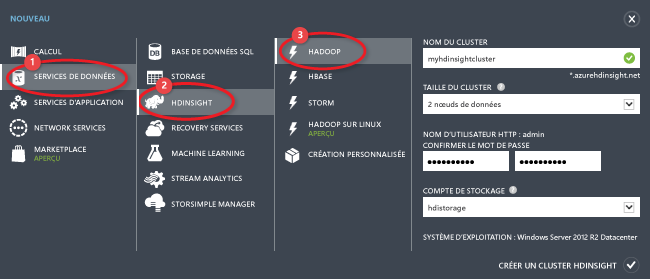 NOUVEAU
CALCUL
1
SERVICES DE DONNÉES
SERVICES D'APPLICATION
NETWORK SERVICES
MARKETPLACE
APERÇU
DB
BASE DE DONNÉES SQL
STORAGE
2
HDINSIGHT
RECOVERY SERVICES
MACHINE LEARNING
STREAM ANALYTICS
STORSIMPLE MANAGER
3
HADOOP
HBASE
STORM
HADOOP SUR LINUX
APERÇU
CRÉATION PERSONNALISÉE
NOM DU CLUSTER
myhdinsightcluster
*.azurehdinsight.net
TAILLE DU CLUSTER ?
2 nœuds de données
NOM D'UTILISATEUR HTTP : admin
CONFIRMER LE MOT DE PASSE
•••••••••• ••••••••••
COMPTE DE STOCKAGE ?
hdistorage
SYSTÈME D'EXPLOITATION : Windows Server 2012 R2 Datacenter
CRÉER UN CLUSTER HDINSIGHT